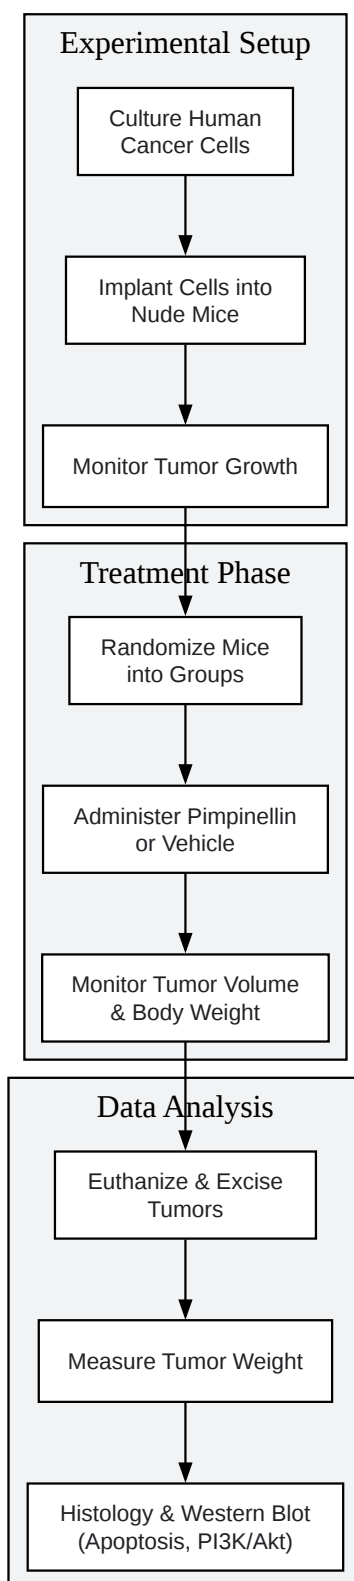 Experimental Setup
Culture Human
Cancer Cells
Implant Cells into
Nude Mice
Monitor Tumor Growth
Treatment Phase
Randomize Mice
into Groups
Administer Pimpinellin
or Vehicle
Monitor Tumor Volume
& Body Weight
Data Analysis
Euthanize & Excise
Tumors
Measure Tumor Weight
Histology & Western Blot
(Apoptosis, PI3K/Akt)